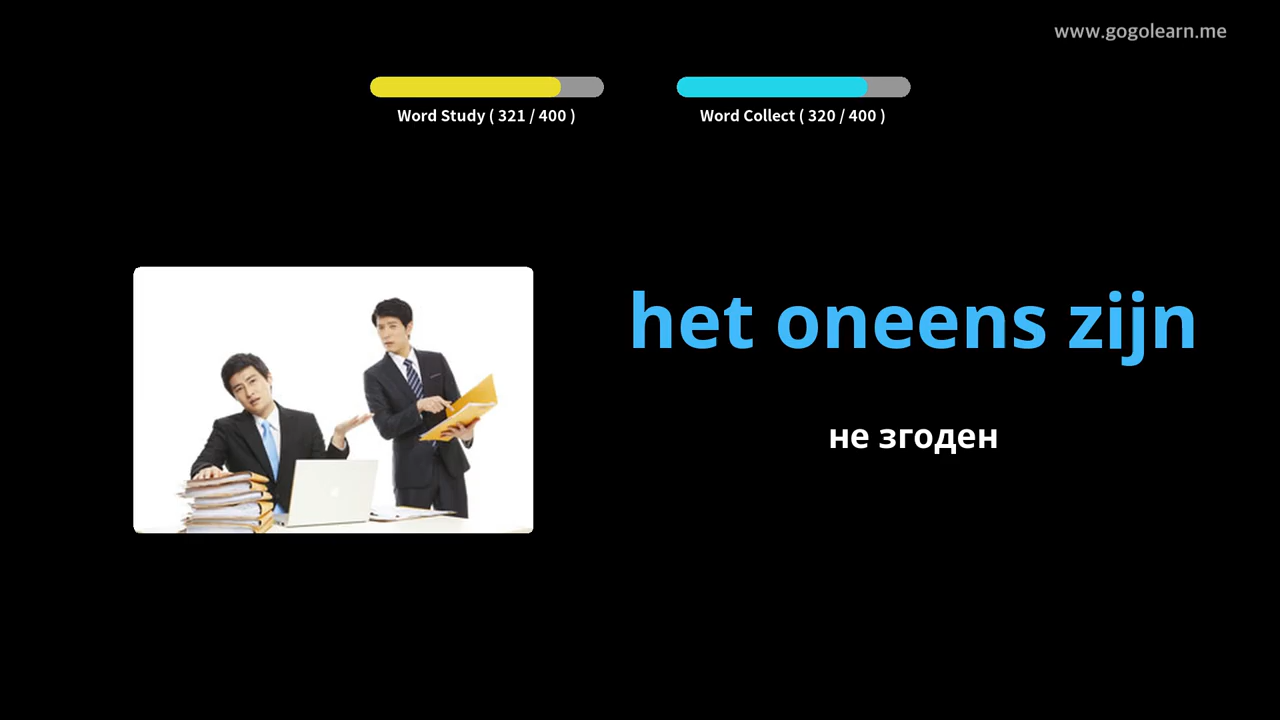 www.gogolearn.me
Word Study ( 321 / 400 )
Word Collect ( 320 / 400 )
het oneens zijn
не згоден